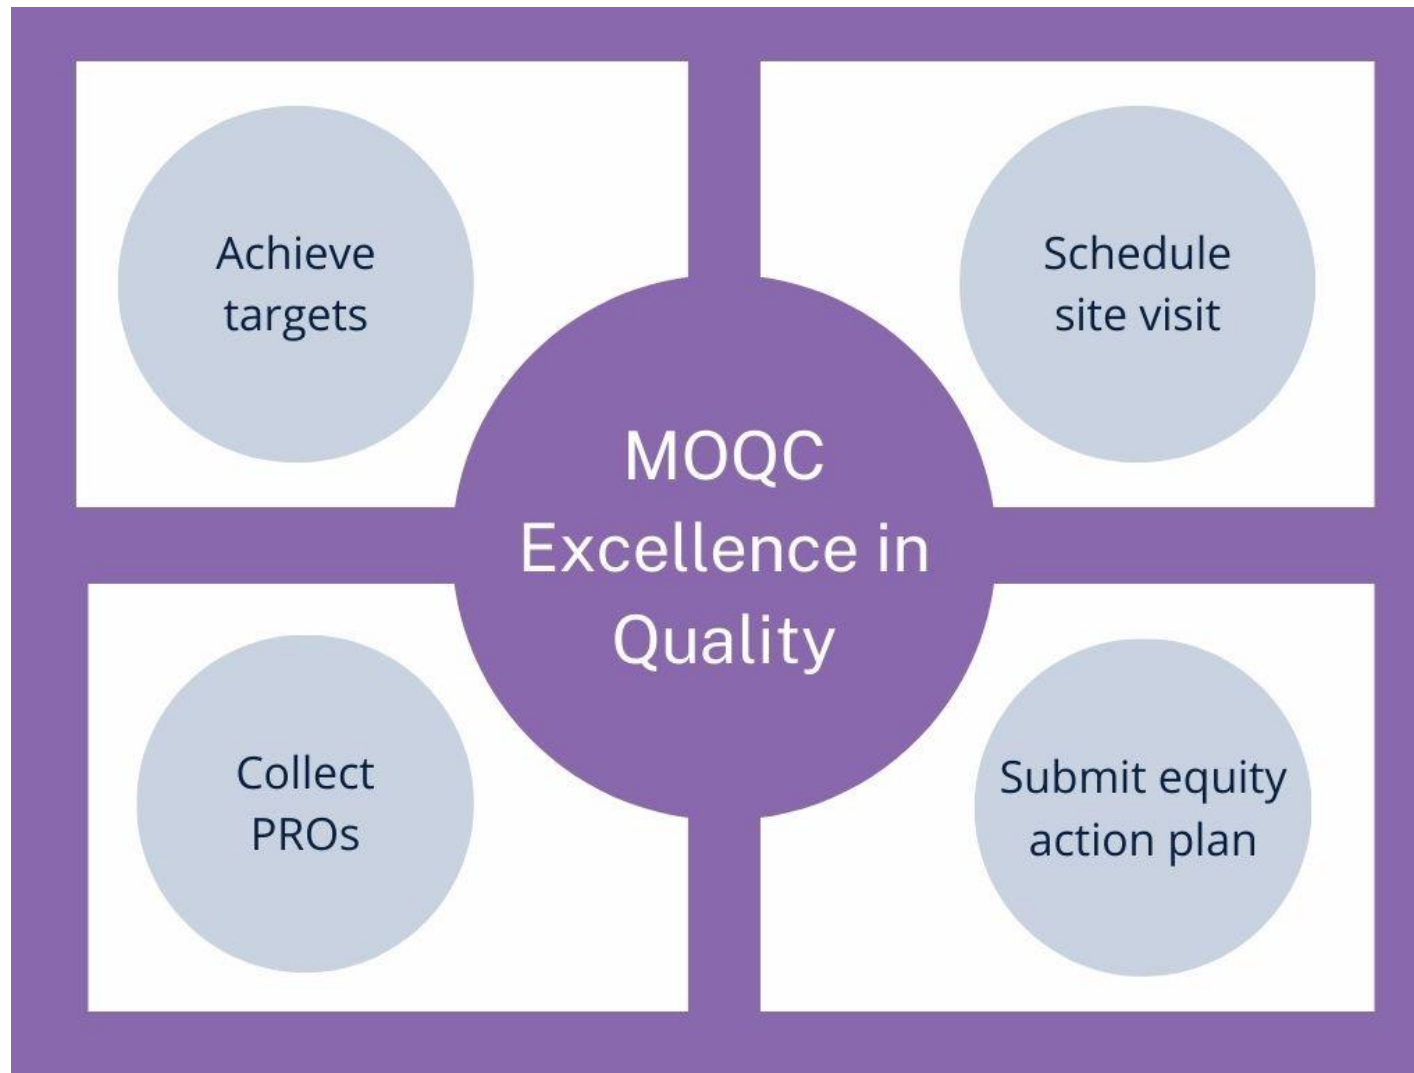 Achieve
targets
Schedule
site visit
MOQC
Excellence in
Quality
Collect
PROs
Submit equity
action plan